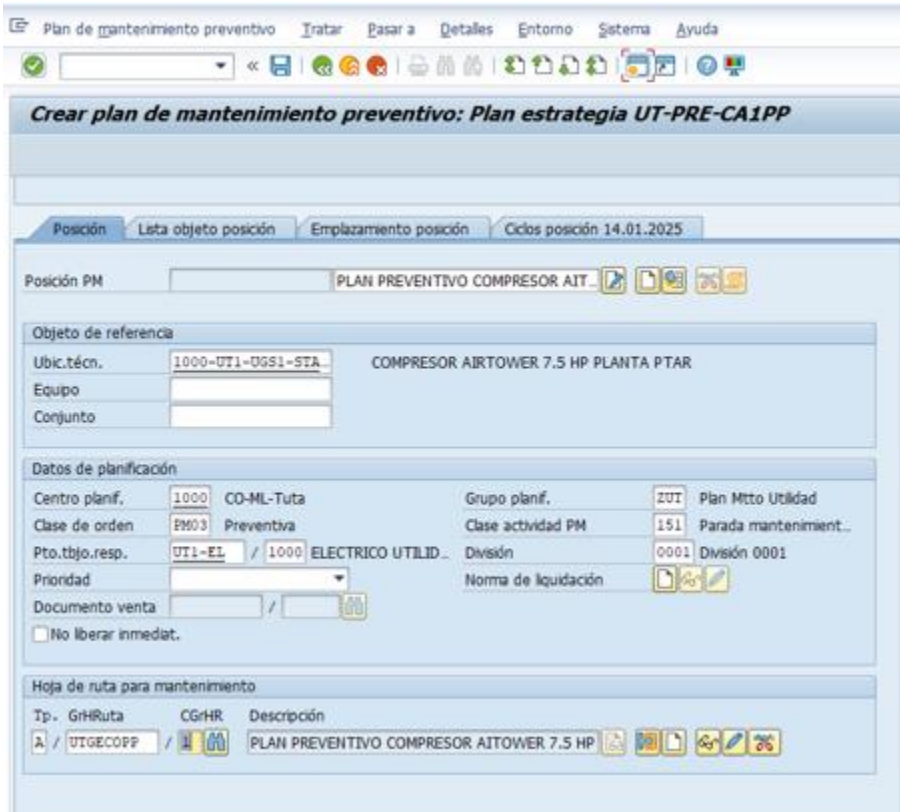 Plan de mantenimiento preventivo Tratar Pasar a Detalles Entorno Sistema Ayuda
Crear plan de mantenimiento preventivo: Plan estrategia UT-PRE-CA1PP
Posición Lista objeto posición Emplazamiento posición Ciclos posición 14.01.2025
Posición PM PLAN PREVENTIVO COMPRESOR AIT…
Objeto de referencia
Ubic.técn. 1000-UT1-UGS1-STA… COMPRESOR AIRTOWER 7.5 HP PLANTA PTAR
Equipo
Conjunto
Datos de planificación
Centro planif. 1000 CO-ML-Tuta Grupo planif. ZUT Plan Mtto Utilidad
Clase de orden PM03 Preventiva Clase actividad PM 151 Parada mantenimient…
Pto.tbjo.resp. UT1-EL / 1000 ELECTRICO UTILID… División 0001 División 0001
Prioridad Norma de liquidación
Documento venta /
No liberar inmediat.
Hoja de ruta para mantenimiento
Tp. GrHRuta CGrHR Descripción
A / UTGECOPP / 1 PLAN PREVENTIVO COMPRESOR AITOWER 7.5 HP